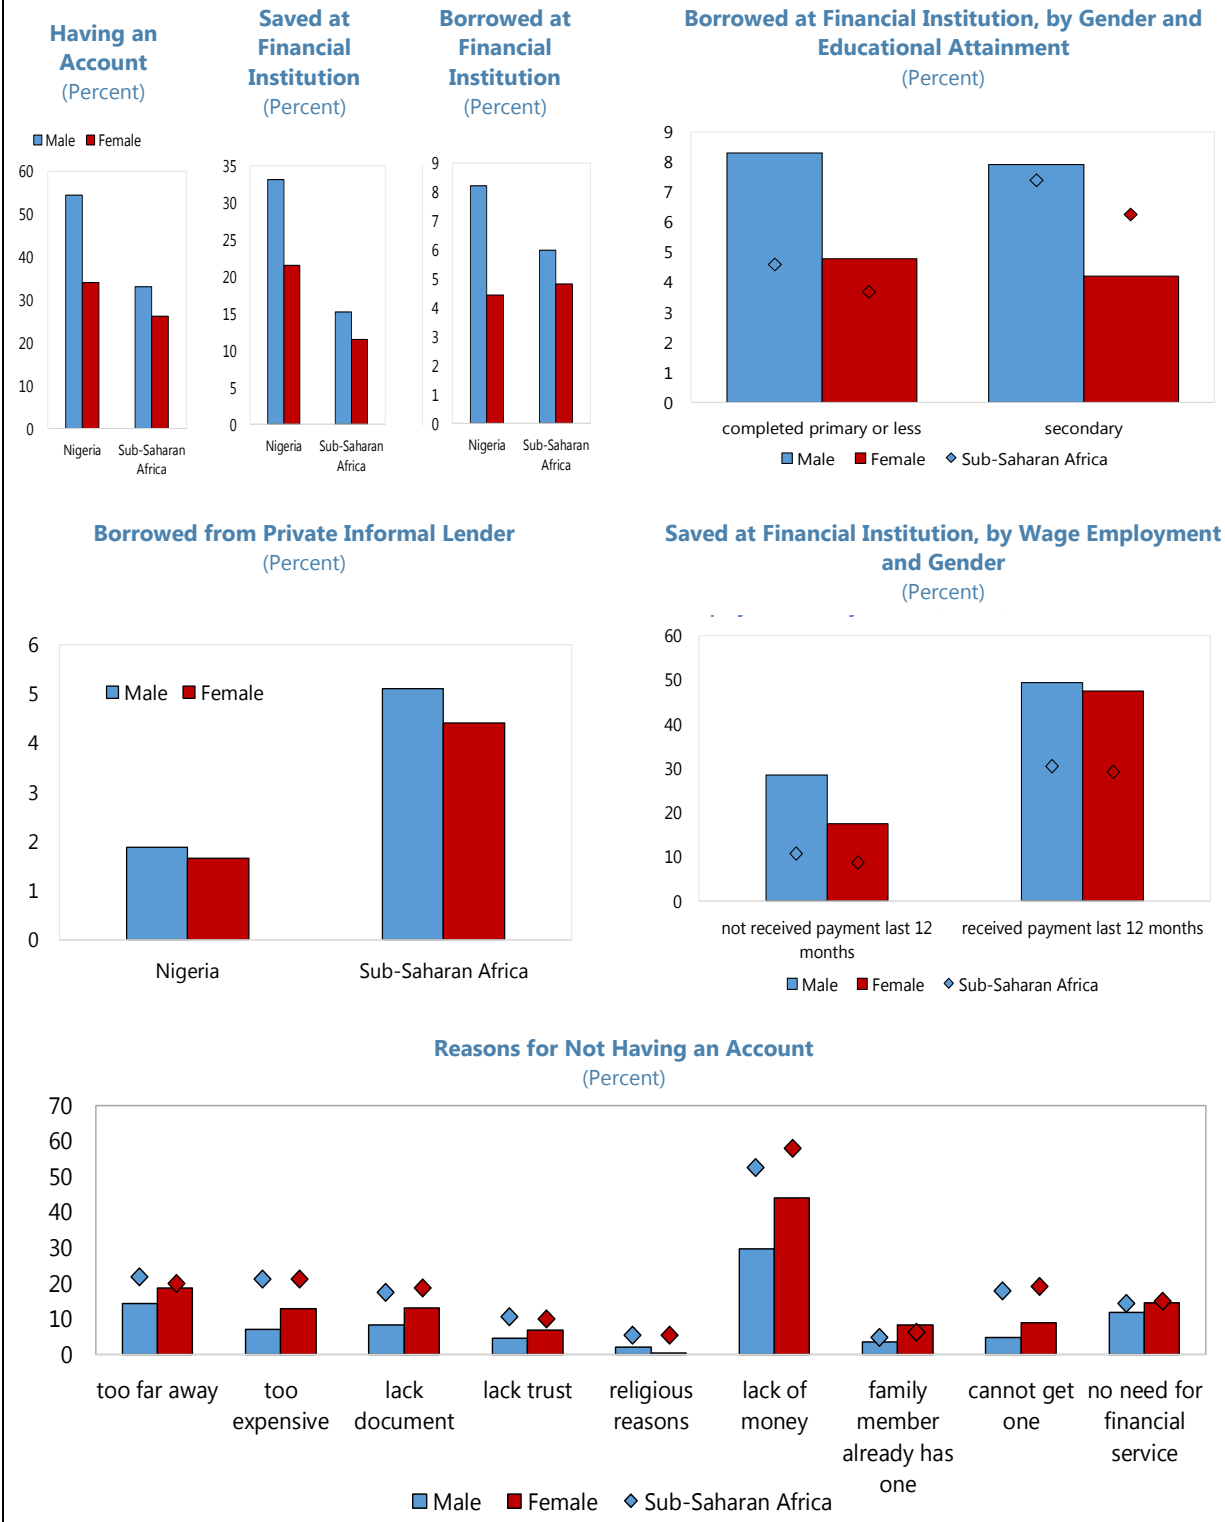 Having an
Account
(Percent)
Male Female
60
50
40
30
20
10
0
Nigeria Sub-Saharan
Africa
Saved at
Financial
Institution
(Percent)
35
30
25
20
15
10
5
0
Nigeria Sub-Saharan
Africa
Borrowed at
Financial
Institution
(Percent)
9
8
7
6
5
4
3
2
1
0
Nigeria Sub-Saharan
Africa
Borrowed at Financial Institution, by Gender and
Educational Attainment
(Percent)
9
8
7
6
5
4
3
2
1
0
completed primary or less secondary
Male Female Sub-Saharan Africa
Borrowed from Private Informal Lender
(Percent)
Male Female
6
5
4
3
2
1
0
Nigeria Sub-Saharan Africa
Saved at Financial Institution, by Wage Employment
and Gender
(Percent)
60
50
40
30
20
10
0
not received payment last 12 received payment last 12 months
months
Male Female Sub-Saharan Africa
Reasons for Not Having an Account
(Percent)
70
60
50
40
30
20
10
0
too far away too lack lack trust religious lack of family cannot get no need for
expensive document reasons money member one financial
already has service
one
Male Female Sub-Saharan Africa